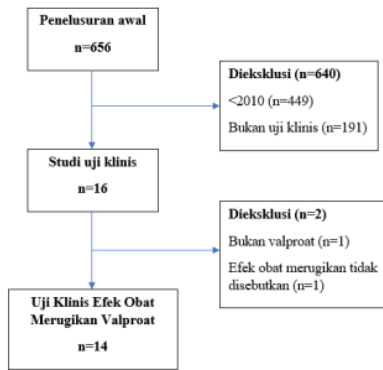 Penelusuran awal
n=656
Dieksklusi (n=640)
<2010 (n=449)
Bukan uji klinis (n=191)
Studi uji klinis
n=16
Dieksklusi (n=2)
Bukan valproat (n=1)
Efek obat merugikan tidak
disebutkan (n=1)
Uji Klinis Efek Obat
Merugikan Valproat
n=14